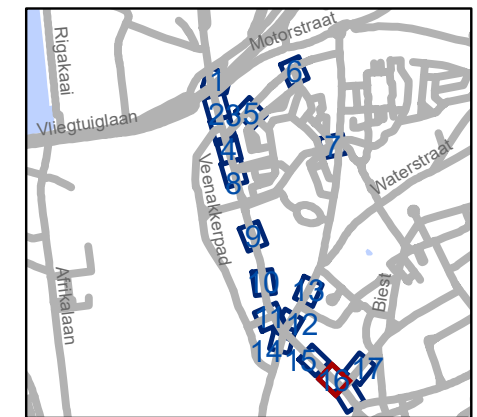 Rigakaai
Motorstraat
Vliegtuiglaan
Waterstraat
Veenakkerpad
Afrikalaan
Biest
1
2
3
5
6
4
7
8
9
10
13
11
12
14
15
16
17